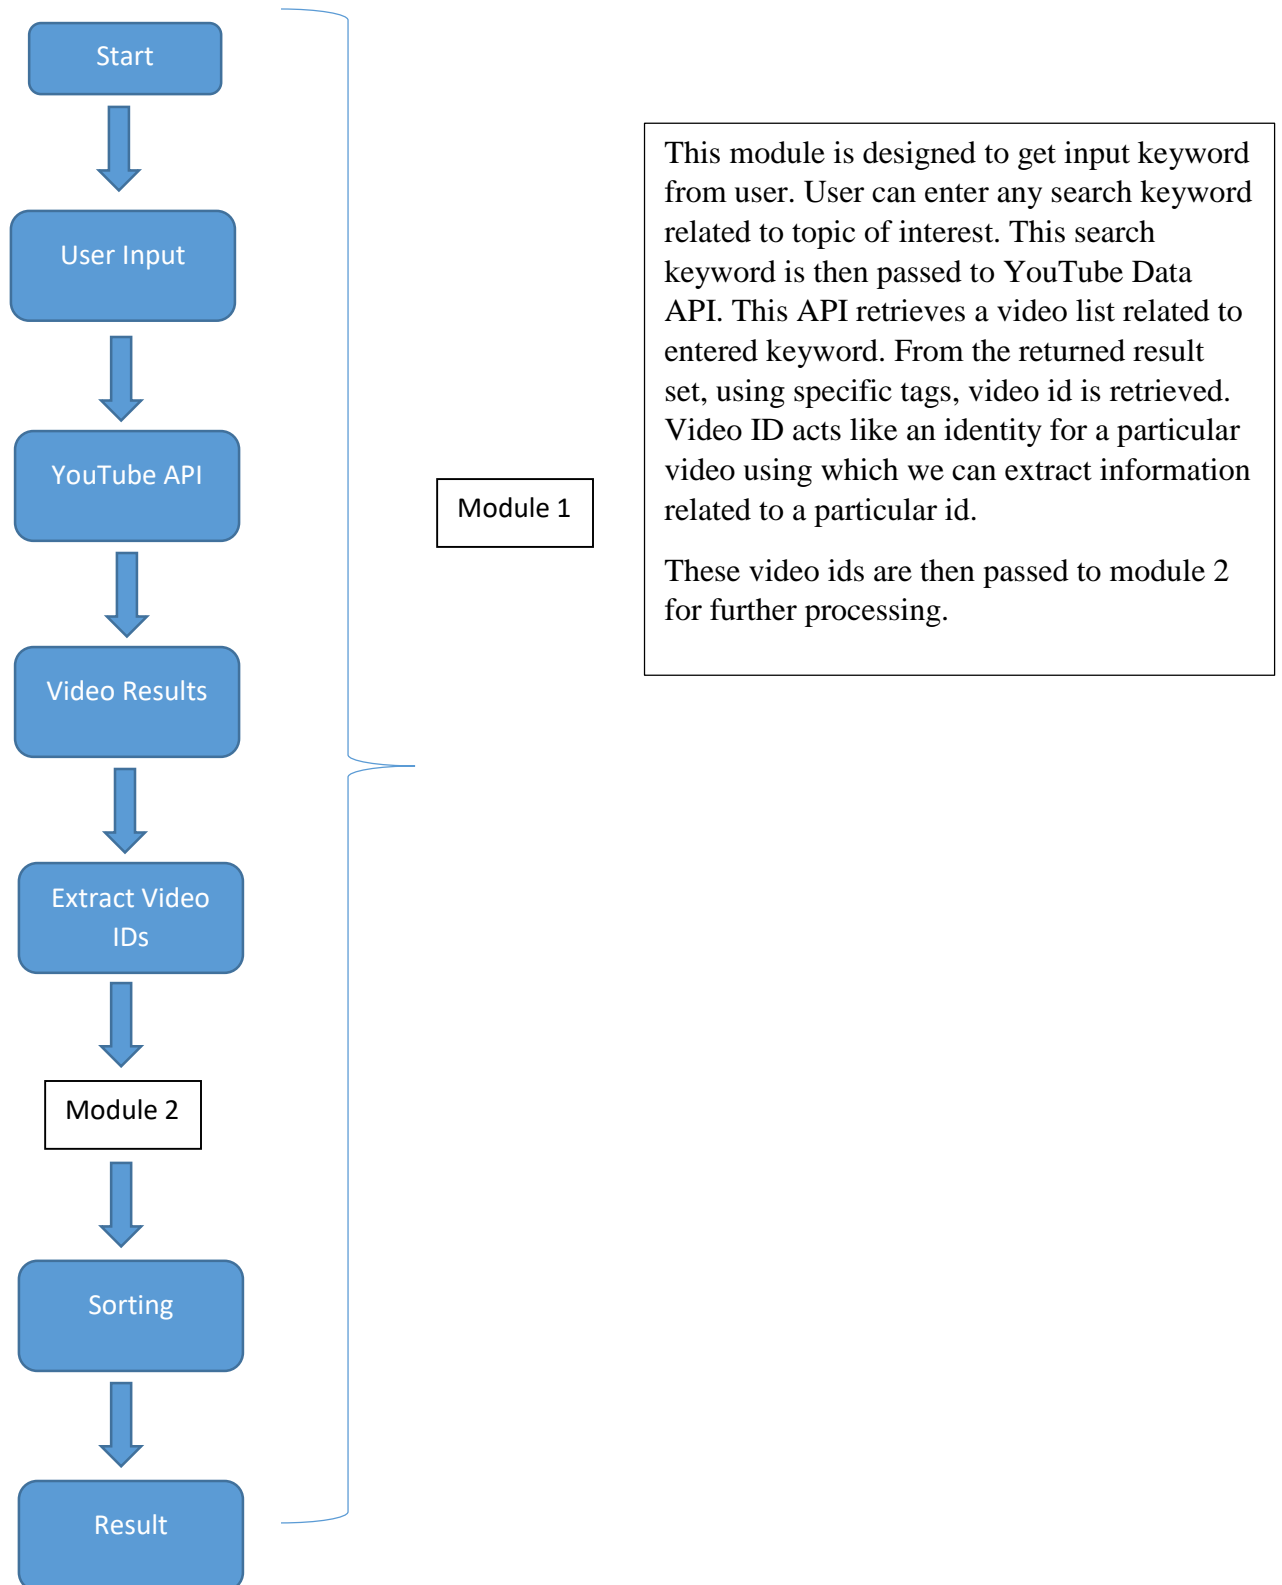 Start
User Input
YouTube API
Video Results
Extract Video
IDs
Module 2
Sorting
Result
Module 1
This module is designed to get input keyword
from user. User can enter any search keyword
related to topic of interest. This search
keyword is then passed to YouTube Data
API. This API retrieves a video list related to
entered keyword. From the returned result
set, using specific tags, video id is retrieved.
Video ID acts like an identity for a particular
video using which we can extract information
related to a particular id.
These video ids are then passed to module 2
for further processing.